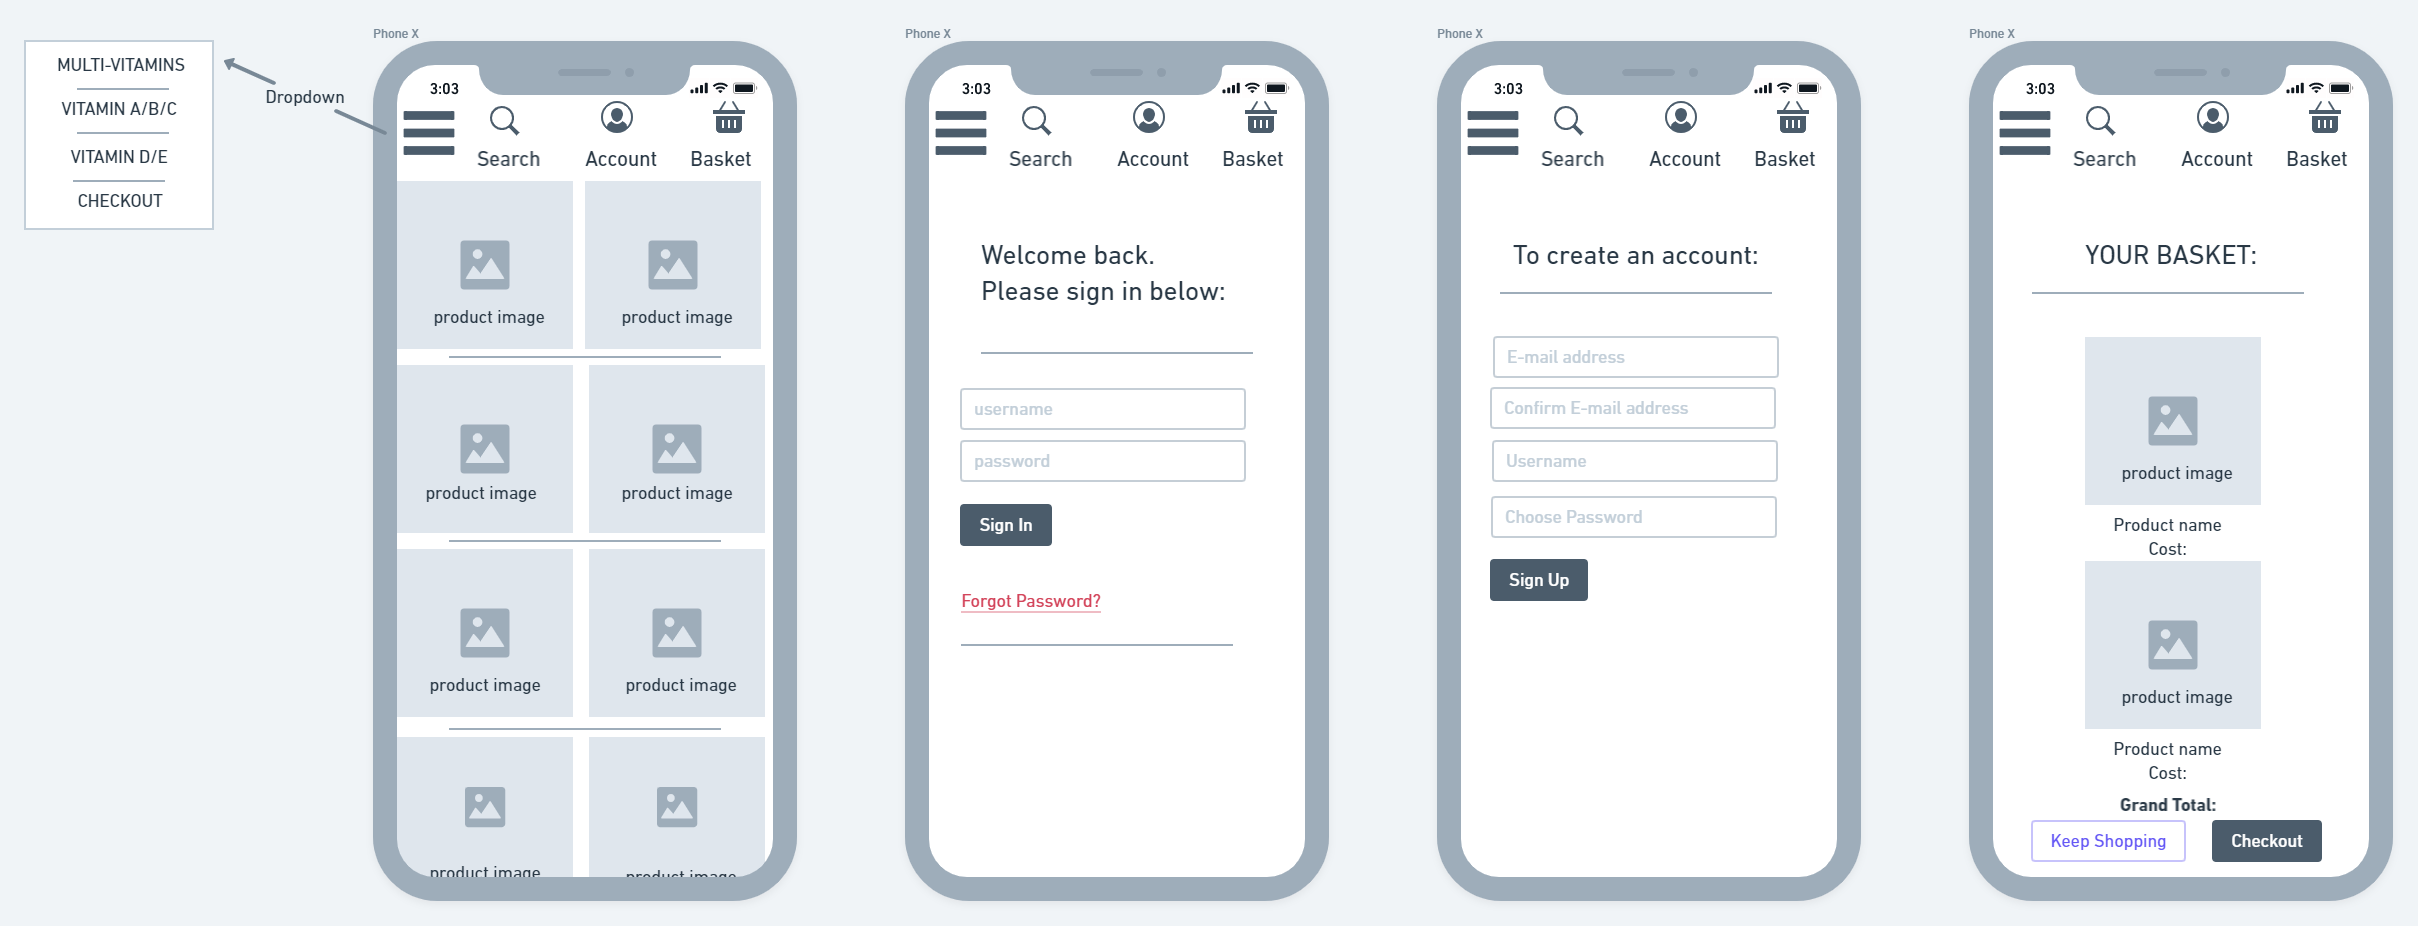 MULTI-VITAMINS
VITAMIN A/B/C
VITAMIN D/E
CHECKOUT
Dropdown
Phone X
3:03
Search
Account
Basket
product image
product image
product image
product image
product image
product image
product image
product image
Phone X
3:03
Search
Account
Basket
Welcome back.
Please sign in below:
username
password
Sign In
Forgot Password?
Phone X
3:03
Search
Account
Basket
To create an account:
E-mail address
Confirm E-mail address
Username
Choose Password
Sign Up
Phone X
3:03
Search
Account
Basket
YOUR BASKET:
product image
Product name
Cost:
product image
Product name
Cost:
Grand Total:
Keep Shopping
Checkout